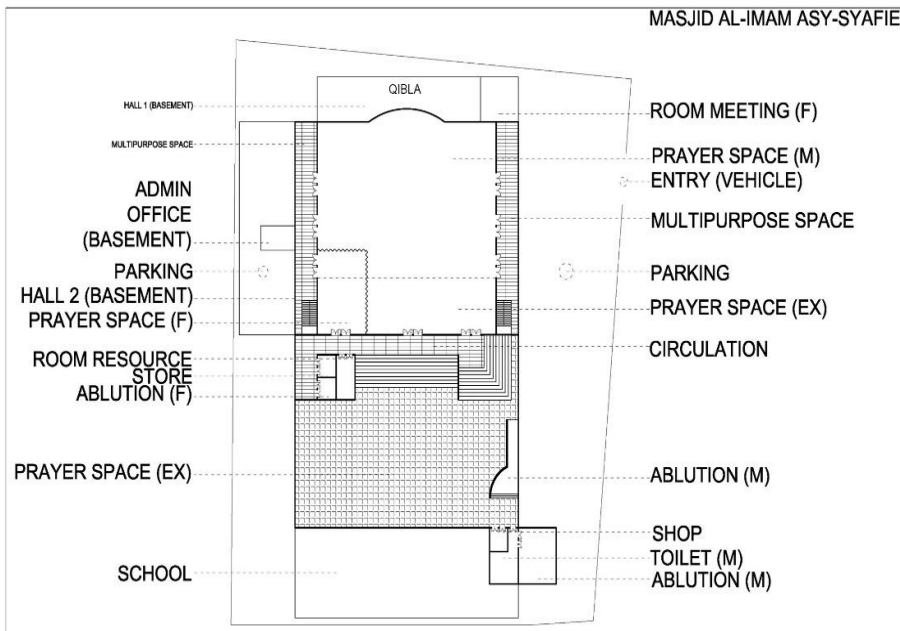 MASJID AL-IMAM ASY-SYAFIE
QIBLA
HALL 1 (BASEMENT)
MULTIPURPOSE SPACE
ADMIN
OFFICE
(BASEMENT)
PARKING
HALL 2 (BASEMENT)
PRAYER SPACE (F)
ROOM RESOURCE
STORE
ABLUTION (F)
PRAYER SPACE (EX)
SCHOOL
ROOM MEETING (F)
PRAYER SPACE (M)
ENTRY (VEHICLE)
MULTIPURPOSE SPACE
PARKING
PRAYER SPACE (EX)
CIRCULATION
ABLUTION (M)
SHOP
TOILET (M)
ABLUTION (M)